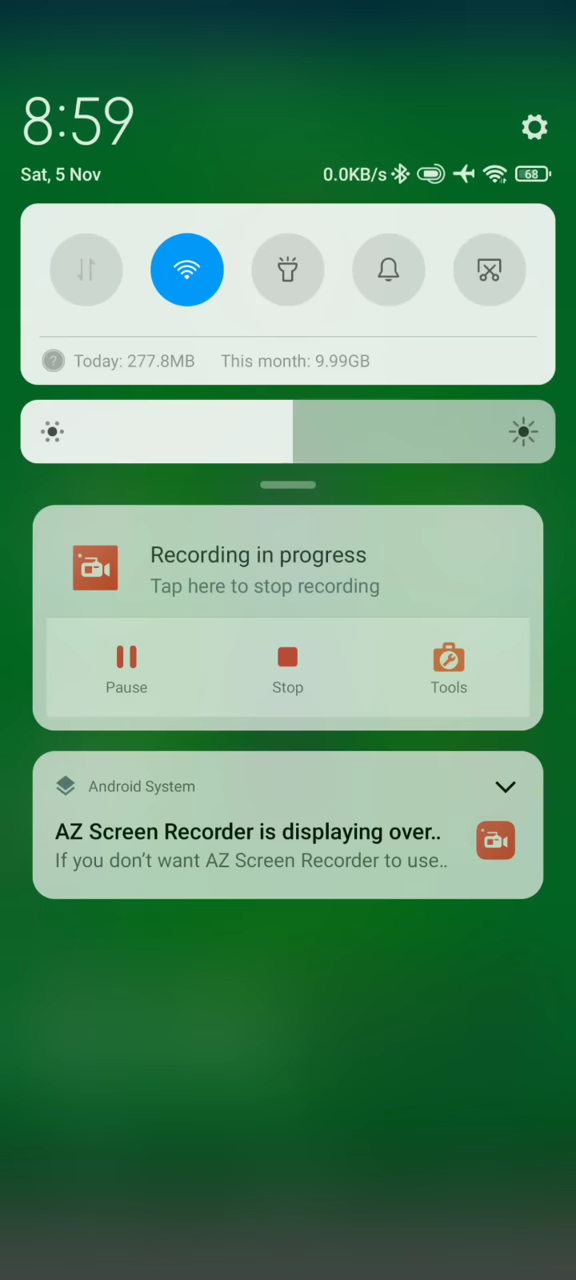 8:59
Sat, 5 Nov 0.0KB/s 68
Today: 277.8MB This month: 9.99GB
Recording in progress
Tap here to stop recording
Pause Stop Tools
Android System
AZ Screen Recorder is displaying over..
If you don't want AZ Screen Recorder to use..